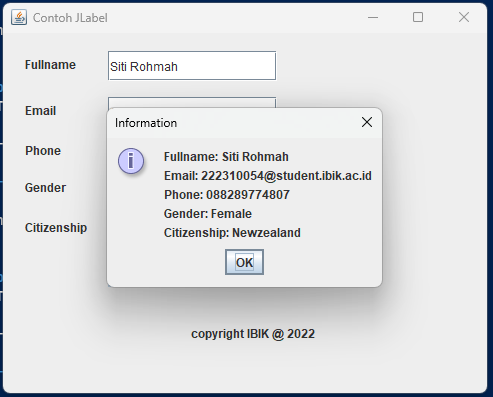 Contoh JLabel
Fullname
Siti Rohmah
Email
Phone
Gender
Citizenship
Information
i
Fullname: Siti Rohmah
Email: 222310054@student.ibik.ac.id
Phone: 088289774807
Gender: Female
Citizenship: Newzealand
OK
copyright IBIK @ 2022